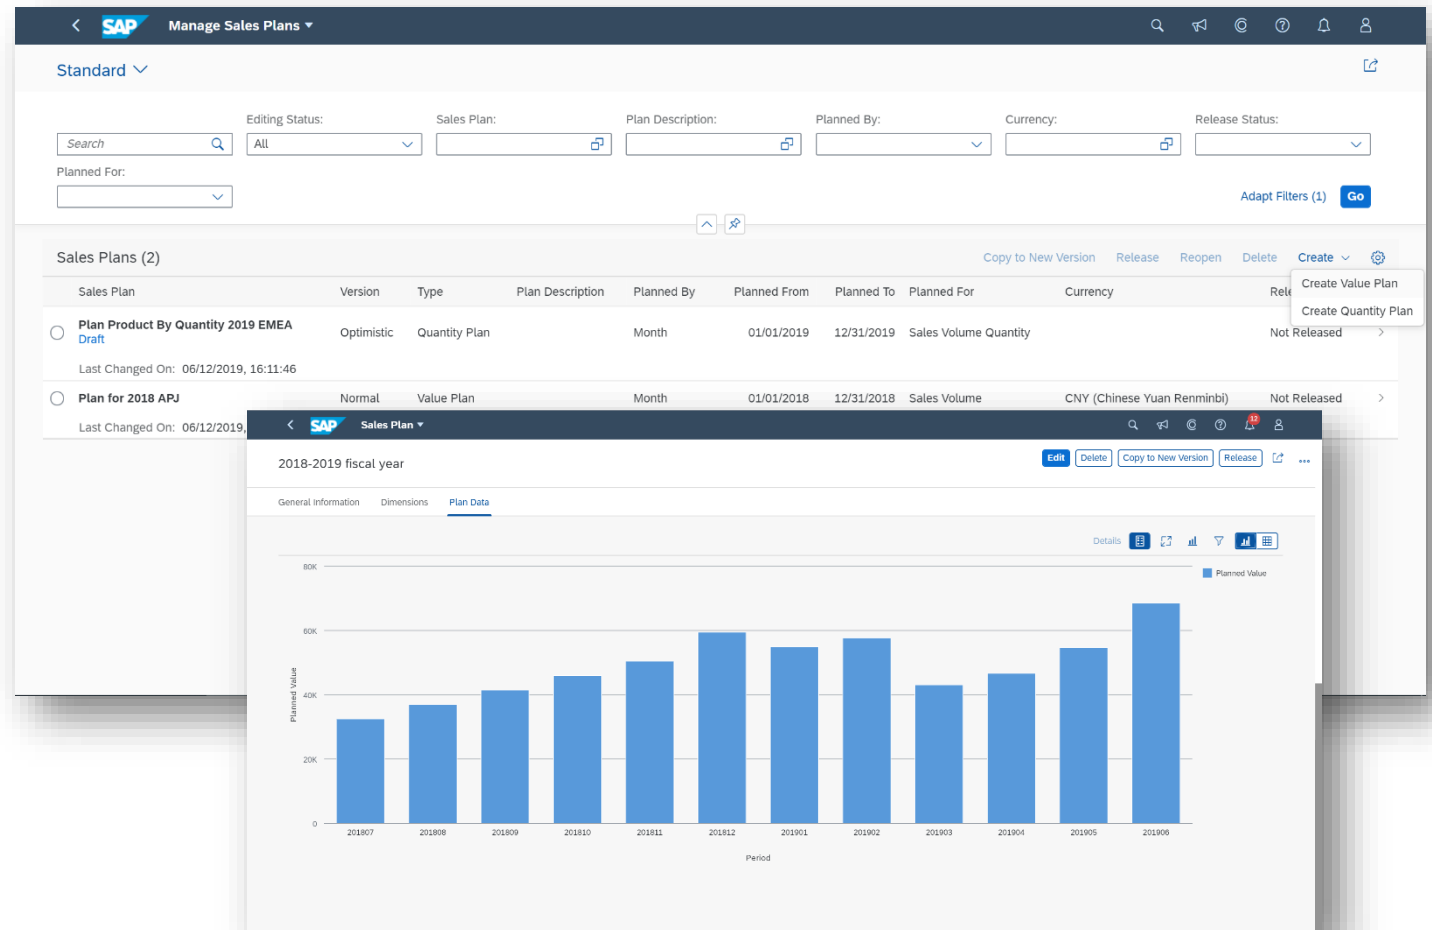 SAP Manage Sales Plans
Standard
Editing Status: Sales Plan: Plan Description: Planned By: Currency: Release Status:
Search All
Planned For:
Adapt Filters (1) Go
Sales Plans (2) Copy to New Version Release Reopen Delete Create
Sales Plan Version Type Plan Description Planned By Planned From Planned To Planned For Currency Rele
Create Value Plan
Create Quantity Plan
Plan Product By Quantity 2019 EMEA
Draft
Optimistic Quantity Plan Month 01/01/2019 12/31/2019 Sales Volume Quantity Not Released
Last Changed On: 06/12/2019, 16:11:46
Plan for 2018 APJ Normal Value Plan Month 01/01/2018 12/31/2018 Sales Volume CNY (Chinese Yuan Renminbi) Not Released
Last Changed On: 06/12/2019,
SAP Sales Plan 12
2018-2019 fiscal year Edit Delete Copy to New Version Release
General Information Dimensions Plan Data
Details
80K
Planned Value
60K
40K
20K
0
Planned Value
201807 201808 201809 201810 201811 201812 201901 201902 201903 201904 201905 201906
Period